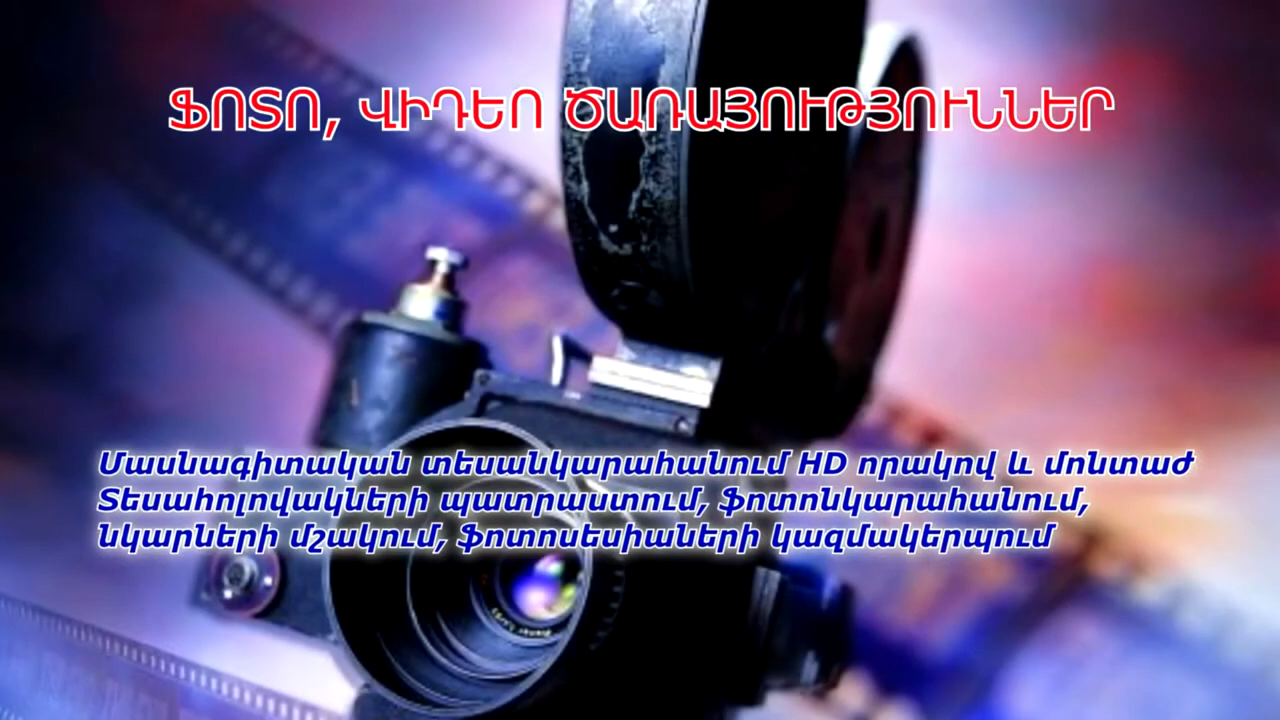 ՖՈՏՈ, ՎԻԴԵՈ ԾԱՌԱՅՈՒԹՅՈՒՆՆԵՐ
Մասնագիտական տեսանկարահանում HD որակով և մոնտաժ
Տեսահոլովակների պատրաստում, ֆոտոնկարահանում,
նկարների մշակում, ֆոտոսեսիաների կազմակերպում